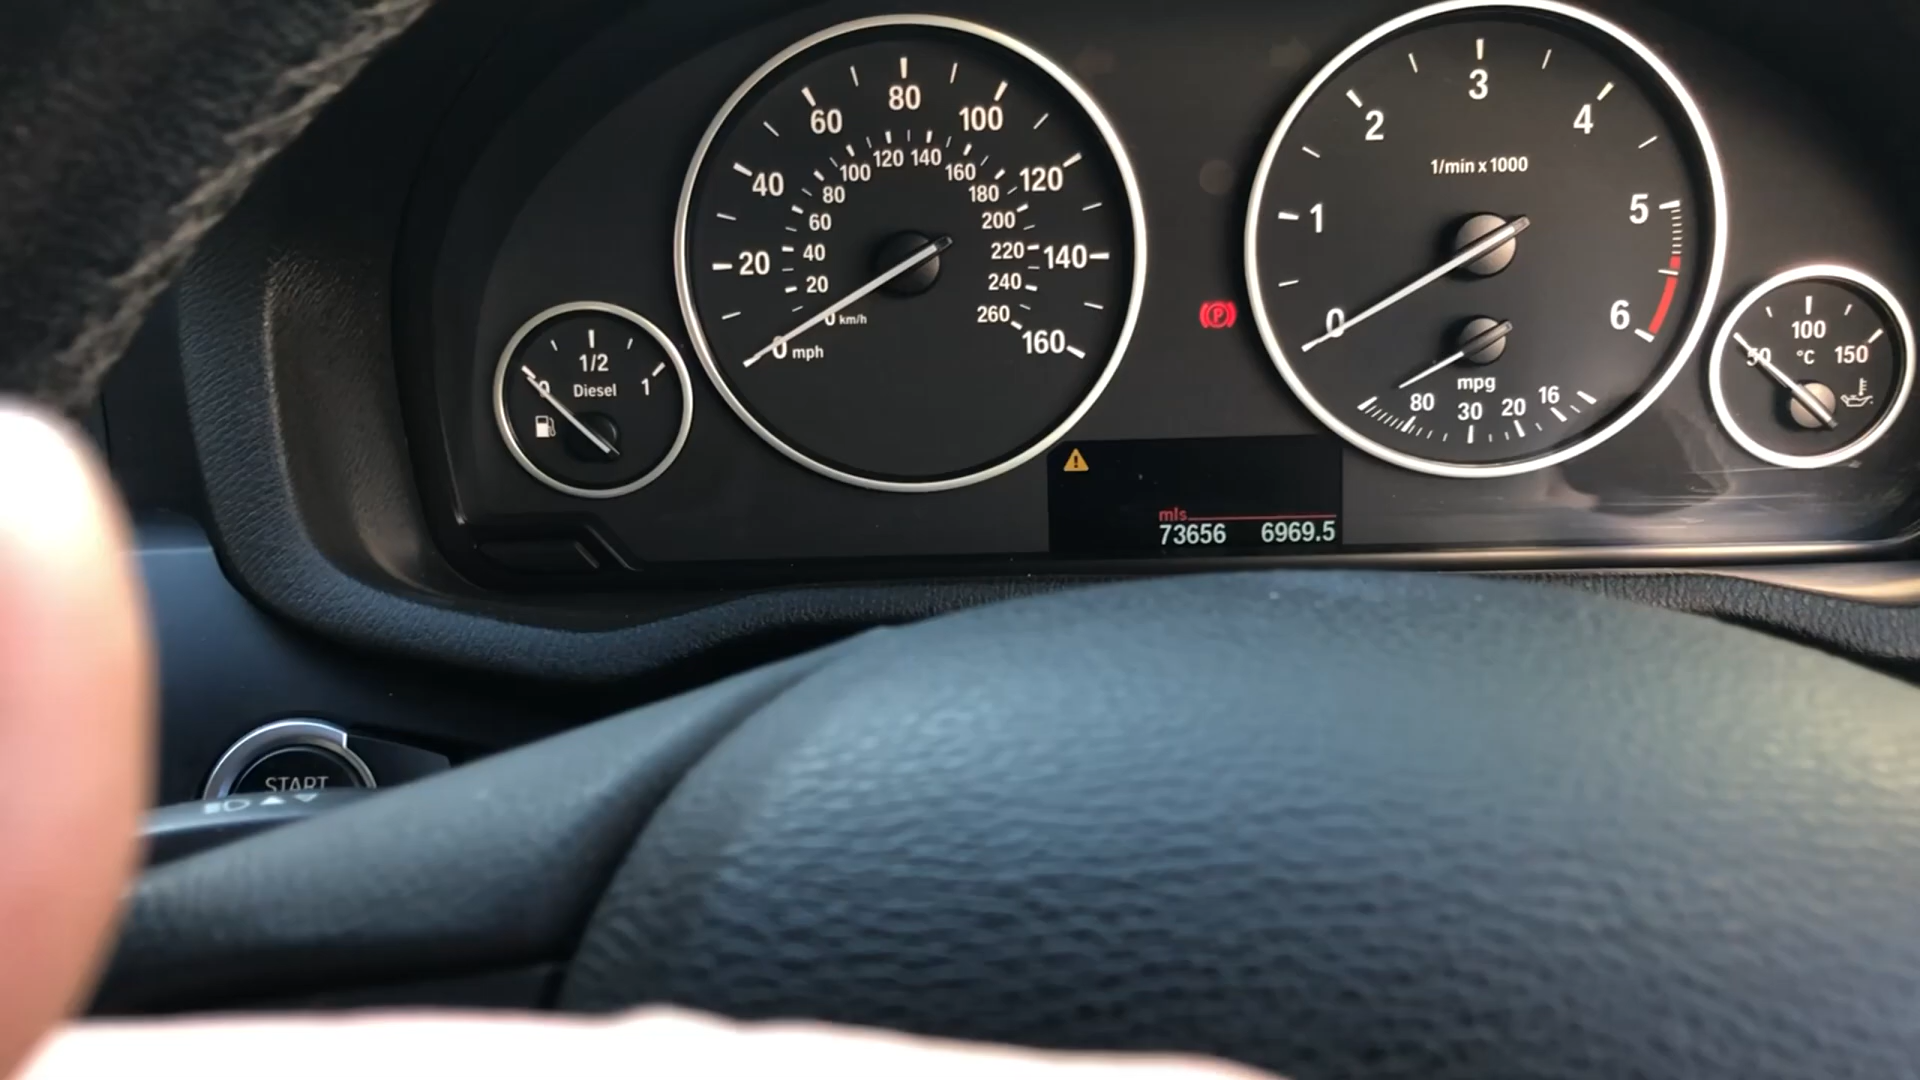 80
60 100
40 120
20 140
0 mph 160
120 140
100 160
80 180
60 200
40 220
20 240
0 km/h 260
3
2 4
1/min x 1000
1 5
0 6
mpg
80 30 20 16
1/2
0 Diesel 1
100
50 °C 150
P
mls
73656 6969.5
START